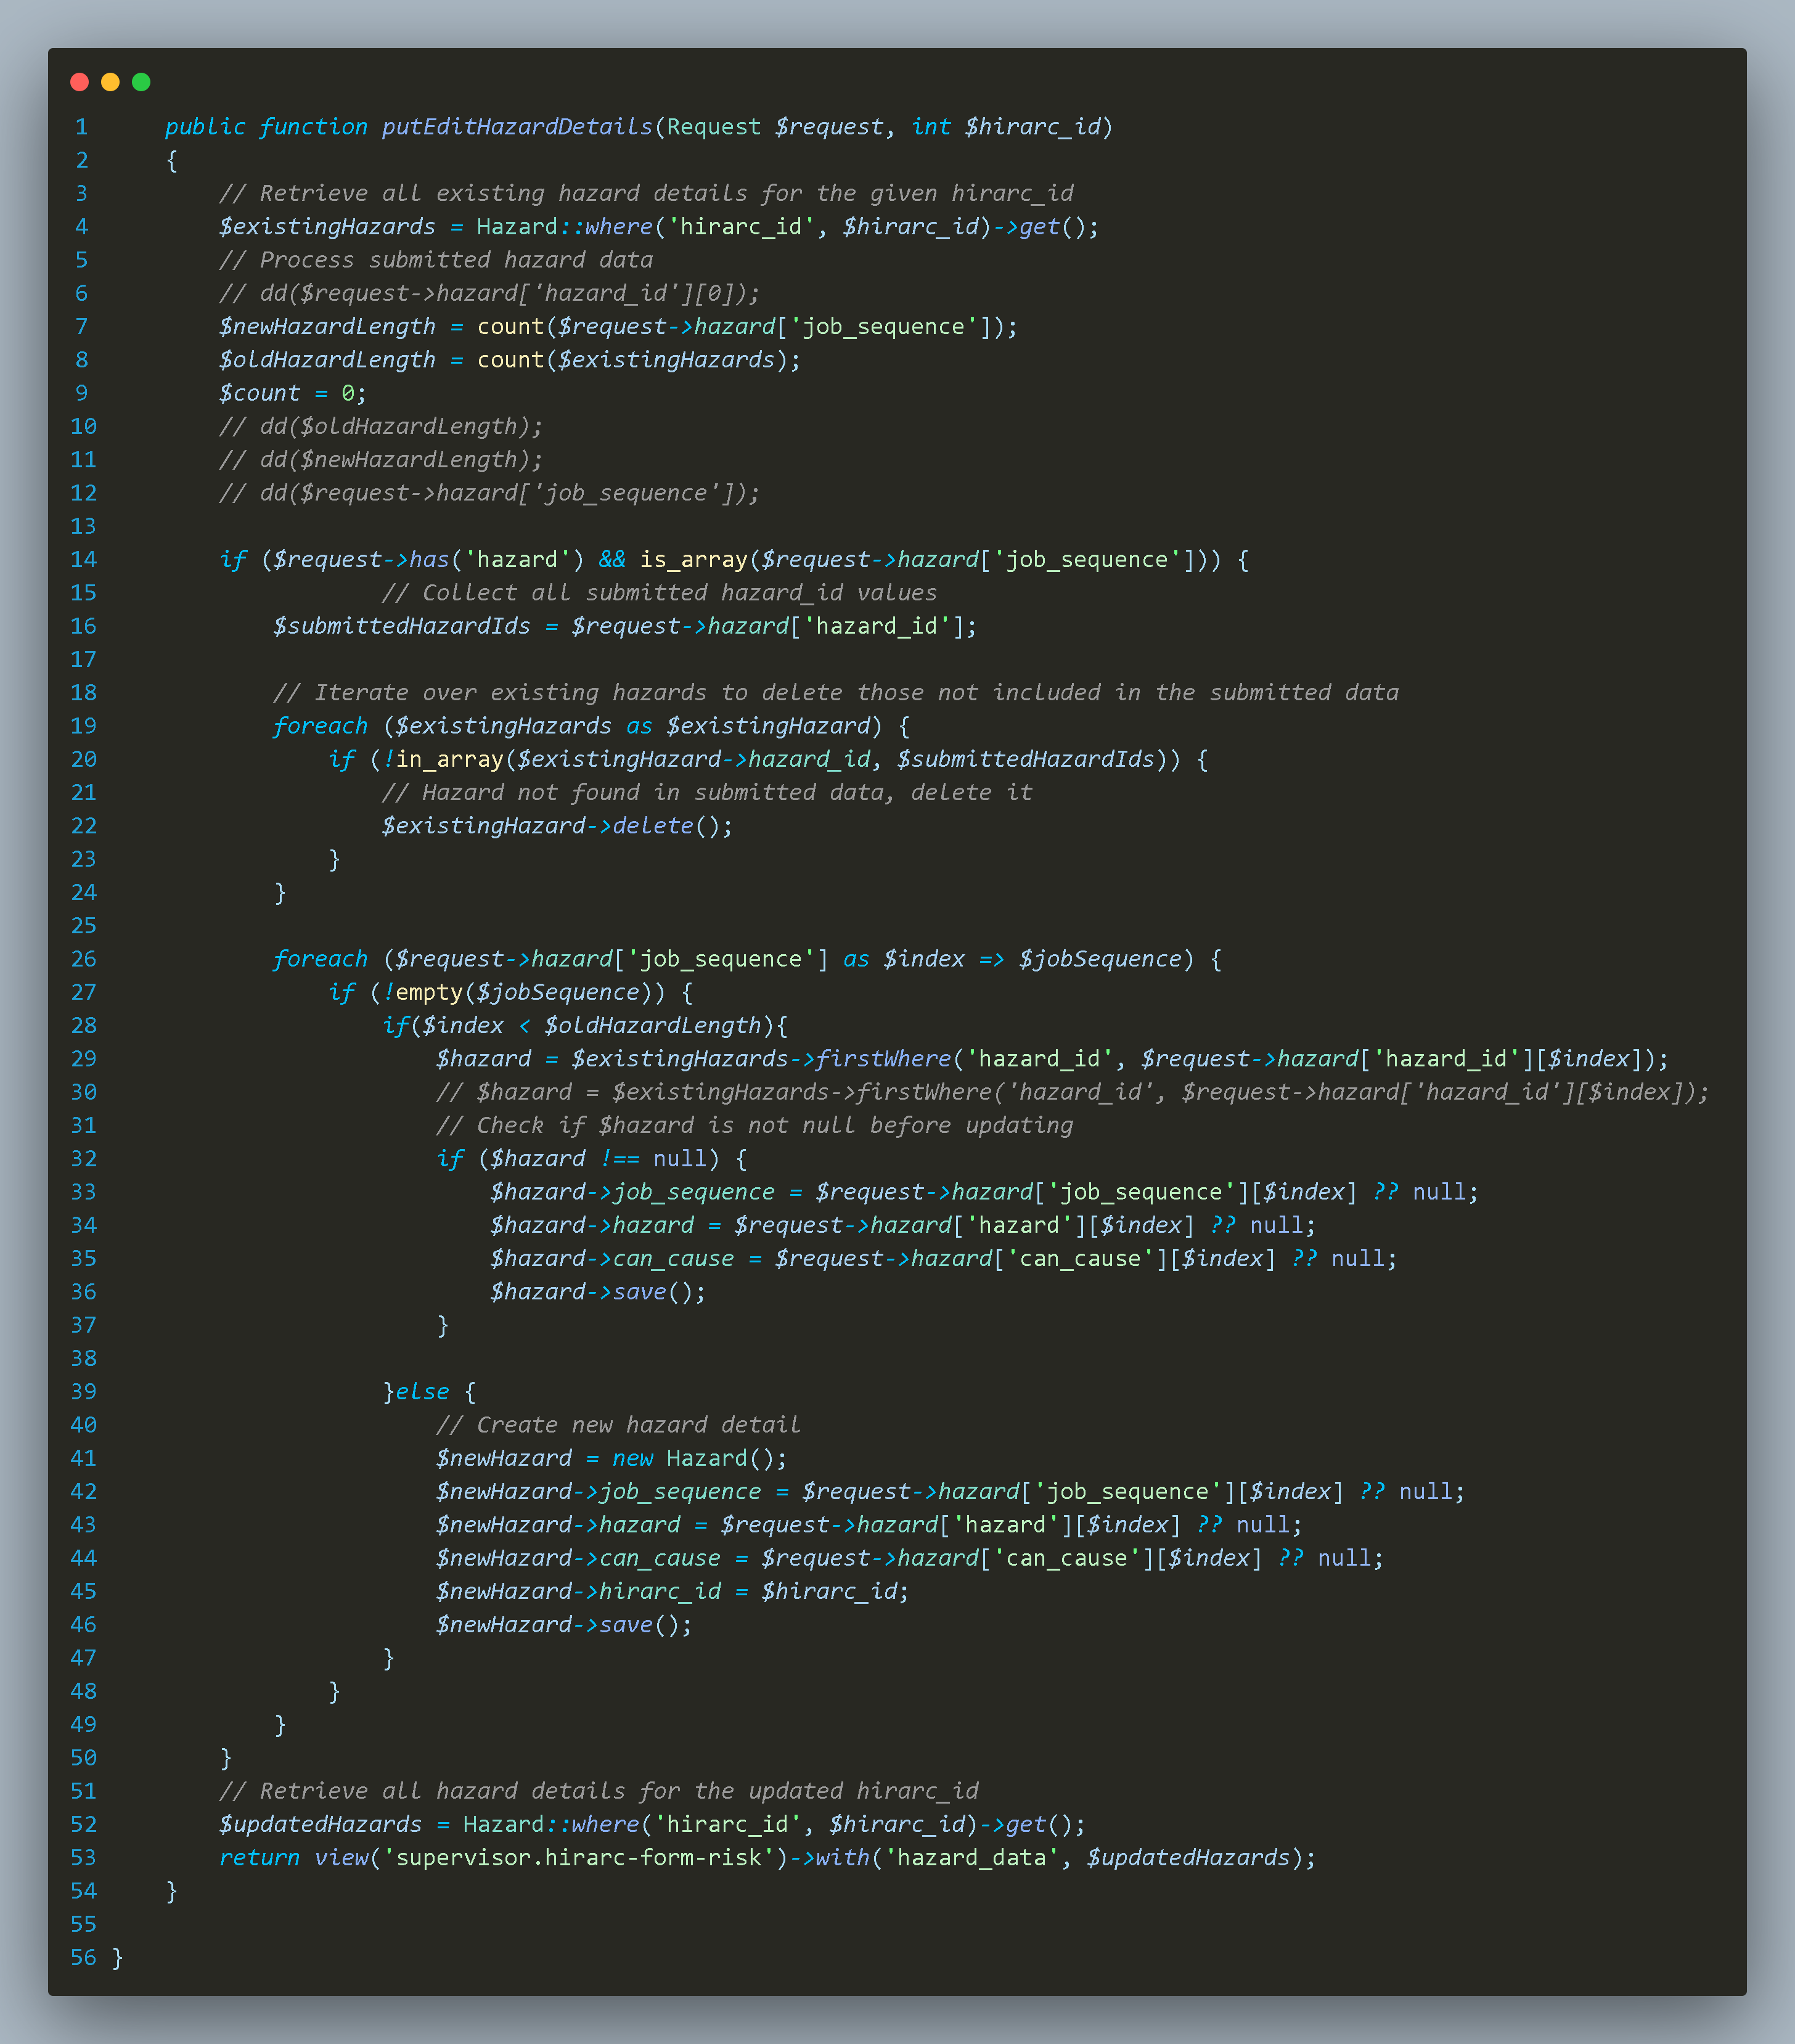 1 public function putEditHazardDetails(Request $request, int $hirarc_id)
2 {
3 // Retrieve all existing hazard details for the given hirarc_id
4 $existingHazards = Hazard::where('hirarc_id', $hirarc_id)->get();
5 // Process submitted hazard data
6 // dd($request->hazard['hazard_id'][0]);
7 $newHazardLength = count($request->hazard['job_sequence']);
8 $oldHazardLength = count($existingHazards);
9 $count = 0;
10 // dd($oldHazardLength);
11 // dd($newHazardLength);
12 // dd($request->hazard['job_sequence']);
13
14 if ($request->has('hazard') && is_array($request->hazard['job_sequence'])) {
15 // Collect all submitted hazard_id values
16 $submittedHazardIds = $request->hazard['hazard_id'];
17
18 // Iterate over existing hazards to delete those not included in the submitted data
19 foreach ($existingHazards as $existingHazard) {
20 if (!in_array($existingHazard->hazard_id, $submittedHazardIds)) {
21 // Hazard not found in submitted data, delete it
22 $existingHazard->delete();
23 }
24 }
25
26 foreach ($request->hazard['job_sequence'] as $index => $jobSequence) {
27 if (!empty($jobSequence)) {
28 if($index < $oldHazardLength){
29 $hazard = $existingHazards->firstWhere('hazard_id', $request->hazard['hazard_id'][$index]);
30 // $hazard = $existingHazards->firstWhere('hazard_id', $request->hazard['hazard_id'][$index]);
31 // Check if $hazard is not null before updating
32 if ($hazard !== null) {
33 $hazard->job_sequence = $request->hazard['job_sequence'][$index] ?? null;
34 $hazard->hazard = $request->hazard['hazard'][$index] ?? null;
35 $hazard->can_cause = $request->hazard['can_cause'][$index] ?? null;
36 $hazard->save();
37 }
38
39 }else {
40 // Create new hazard detail
41 $newHazard = new Hazard();
42 $newHazard->job_sequence = $request->hazard['job_sequence'][$index] ?? null;
43 $newHazard->hazard = $request->hazard['hazard'][$index] ?? null;
44 $newHazard->can_cause = $request->hazard['can_cause'][$index] ?? null;
45 $newHazard->hirarc_id = $hirarc_id;
46 $newHazard->save();
47 }
48 }
49 }
50 }
51 // Retrieve all hazard details for the updated hirarc_id
52 $updatedHazards = Hazard::where('hirarc_id', $hirarc_id)->get();
53 return view('supervisor.hirarc-form-risk')->with('hazard_data', $updatedHazards);
54 }
55
56 }